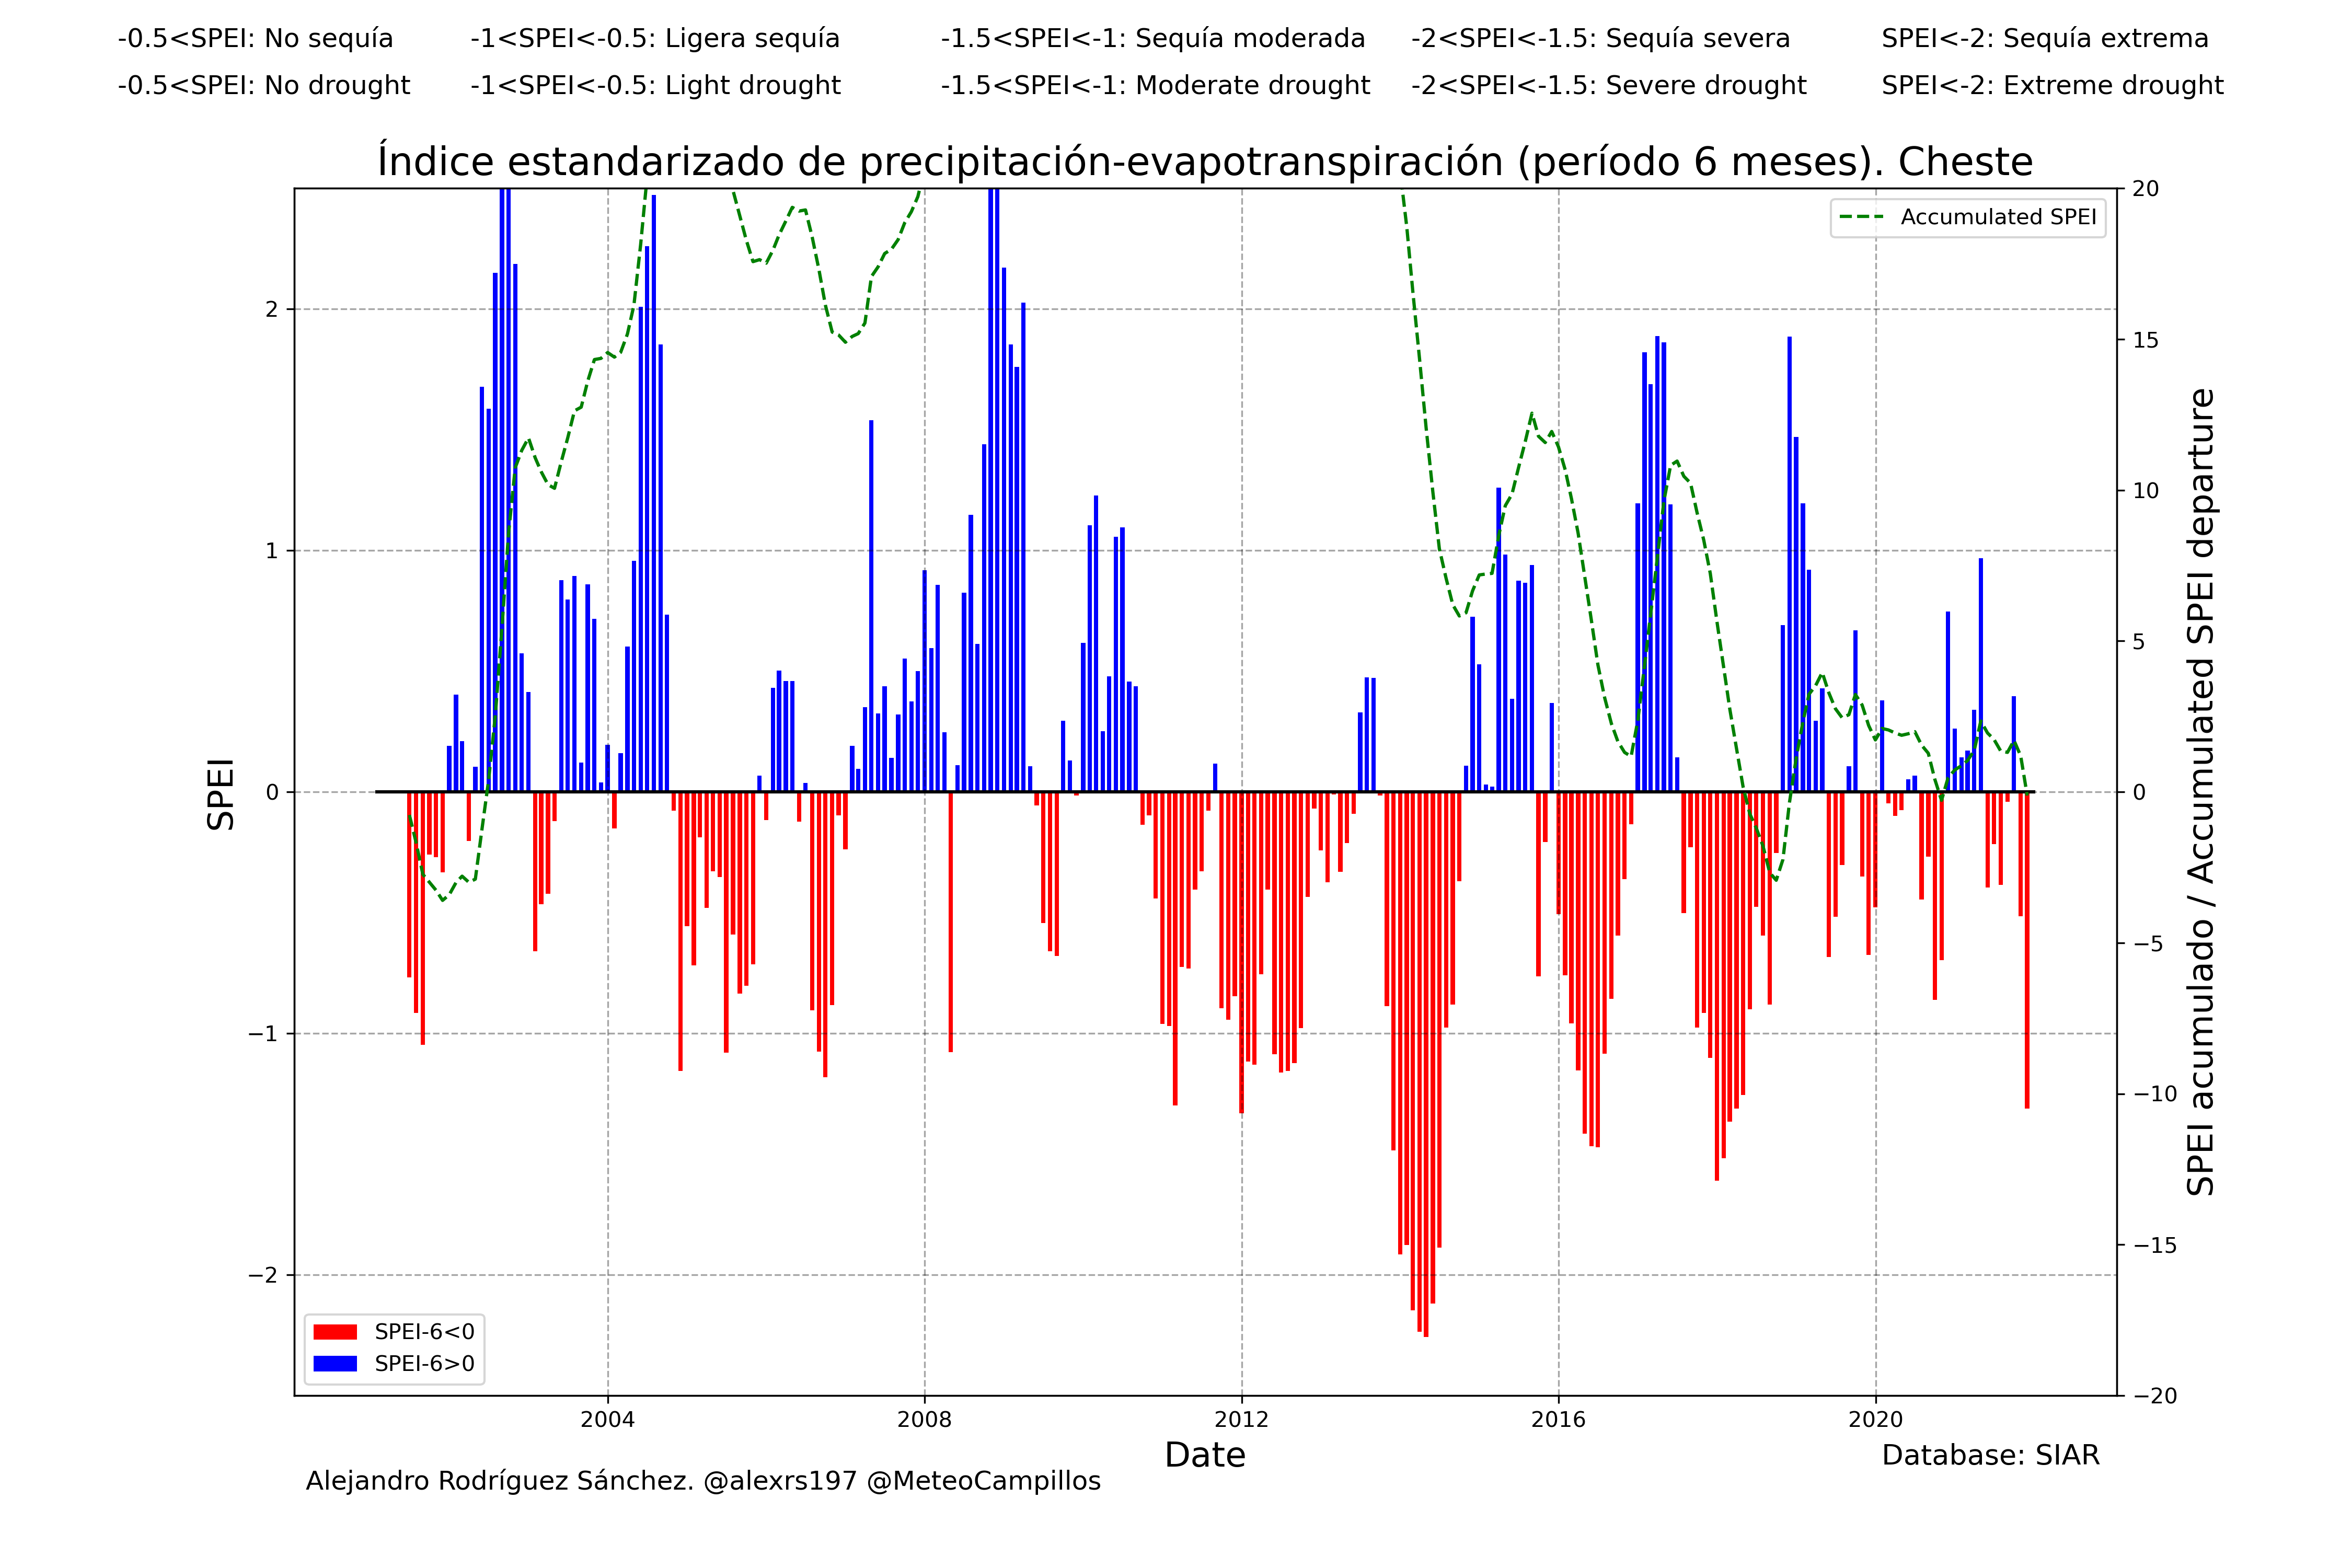 -0.5<SPEI: No sequía -1<SPEI<-0.5: Ligera sequía -1.5<SPEI<-1: Sequía moderada -2<SPEI<-1.5: Sequía severa SPEI<-2: Sequía extrema
-0.5<SPEI: No drought -1<SPEI<-0.5: Light drought -1.5<SPEI<-1: Moderate drought -2<SPEI<-1.5: Severe drought SPEI<-2: Extreme drought
Índice estandarizado de precipitación-evapotranspiración (período 6 meses). Cheste
Accumulated SPEI
SPEI
2
1
0
−1
−2
20
15
10
5
0
−5
−10
−15
−20
SPEI acumulado / Accumulated SPEI departure
SPEI-6<0
SPEI-6>0
2004 2008 2012 2016 2020
Date
Database: SIAR
Alejandro Rodríguez Sánchez. @alexrs197 @MeteoCampillos